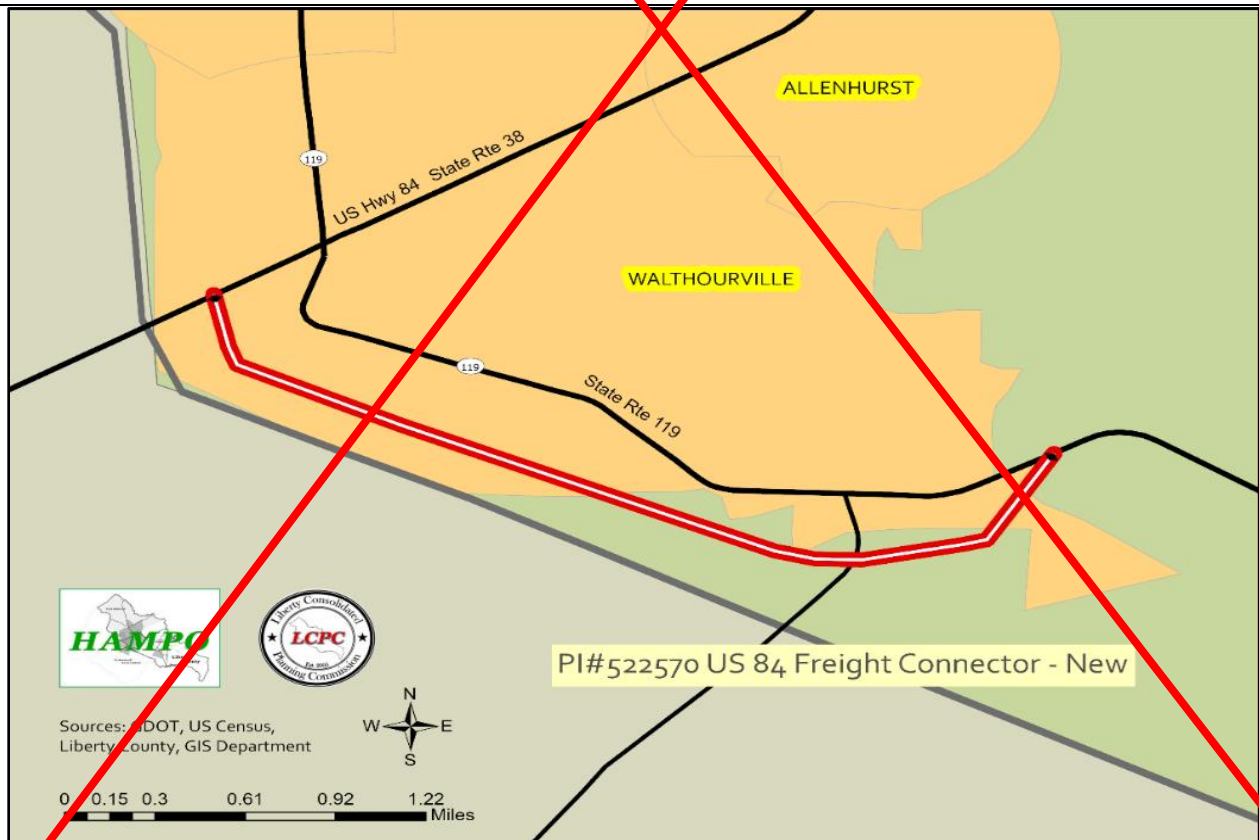 ALLENHURST
119
US Hwy 84 State Rte 38
WALTHOURVILLE
119
State Rte 119
HAMPO
Liberty Consolidated
LCPC
Planning Commission
PI#522570 US 84 Freight Connector - New
Sources: GDOT, US Census,
Liberty County, GIS Department
N
W E
S
0 0.15 0.3 0.61 0.92 1.22
Miles